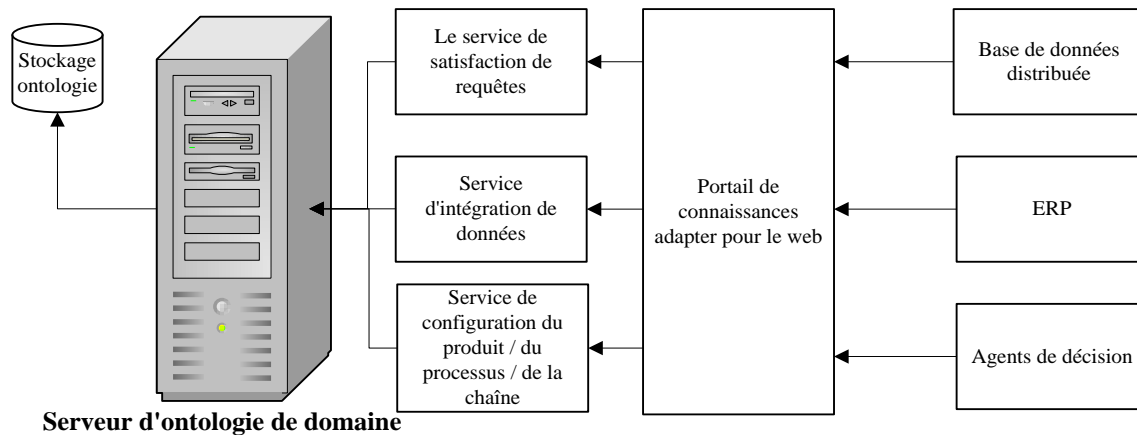 Stockage
ontologie
Le service de
satisfaction de
requêtes
Service
d'intégration de
données
Service de
configuration du
produit / du
processus / de la
chaîne
Portail de
connaissances
adapter pour le web
Base de données
distribuée
ERP
Agents de décision
Serveur d'ontologie de domaine